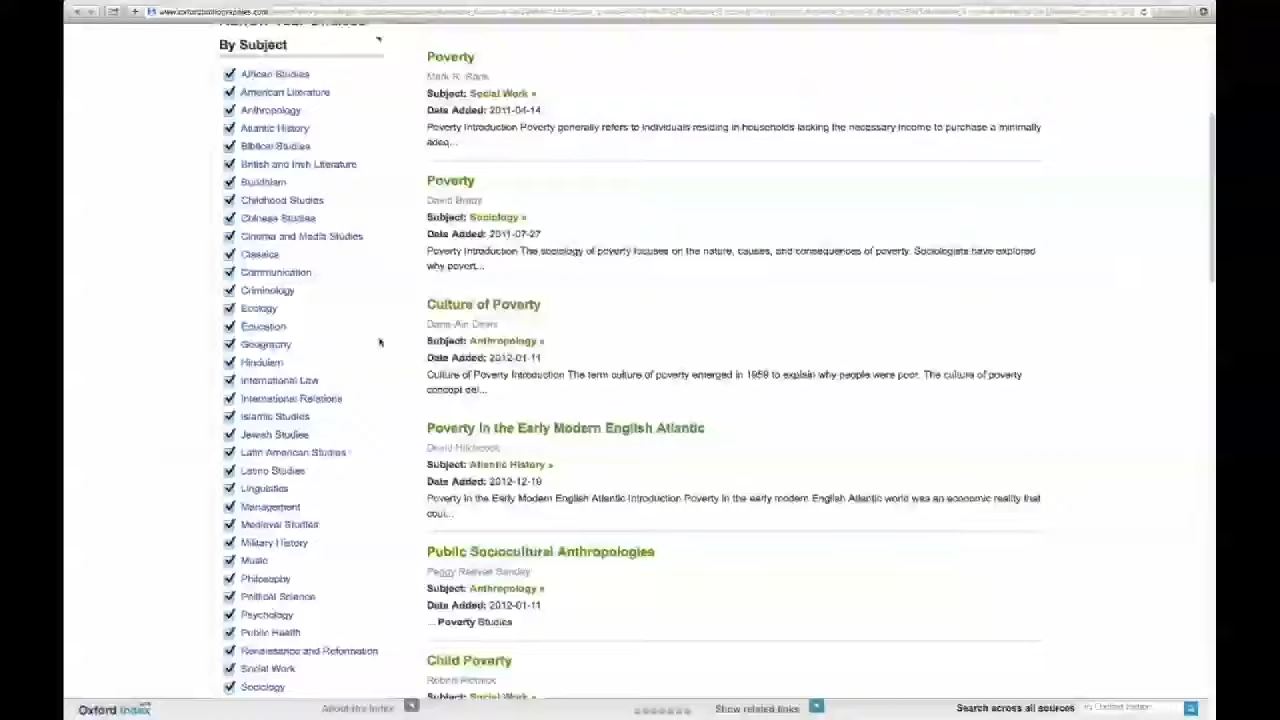 www.oxfordbibliographies.com
By Subject
African Studies
American Literature
Anthropology
Atlantic History
Biblical Studies
British and Irish Literature
Buddhism
Childhood Studies
Chinese Studies
Cinema and Media Studies
Classics
Communication
Criminology
Ecology
Education
Geography
Hinduism
International Law
International Relations
Islamic Studies
Jewish Studies
Latin American Studies
Latino Studies
Linguistics
Management
Medieval Studies
Military History
Music
Philosophy
Political Science
Psychology
Public Health
Renaissance and Reformation
Social Work
Sociology
Poverty
Mark R. Rank
Subject: Social Work »
Date Added: 2011-04-14
Poverty Introduction Poverty generally refers to individuals residing in households lacking the necessary income to purchase a minimally
adeq...
Poverty
David Brady
Subject: Sociology »
Date Added: 2011-07-27
Poverty Introduction The sociology of poverty focuses on the nature, causes, and consequences of poverty. Sociologists have explored
why povert...
Culture of Poverty
Dana-Ain Davis
Subject: Anthropology »
Date Added: 2012-01-11
Culture of Poverty Introduction The term culture of poverty emerged in 1959 to explain why people were poor. The culture of poverty
concept del...
Poverty in the Early Modern English Atlantic
David Hitchcock
Subject: Atlantic History »
Date Added: 2012-12-19
Poverty in the Early Modern English Atlantic Introduction Poverty in the early modern English Atlantic world was an economic reality that
coul...
Public Sociocultural Anthropologies
Peggy Reeves Sanday
Subject: Anthropology »
Date Added: 2012-01-11
... Poverty Studies
Child Poverty
Subject: Social Work »
Oxford Index
About the Index
Show related links
Search across all sources